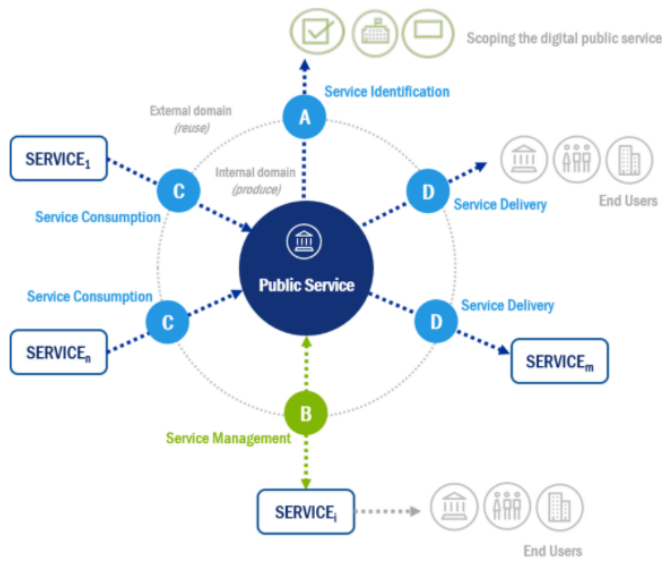 Scoping the digital public service
Service Identification
A
External domain
(reuse)
Internal domain
(produce)
SERVICE1
C
Service Consumption
D
Service Delivery
End Users
Public Service
Service Consumption
C
SERVICEn
Service Delivery
D
SERVICEm
B
Service Management
SERVICEi
End Users